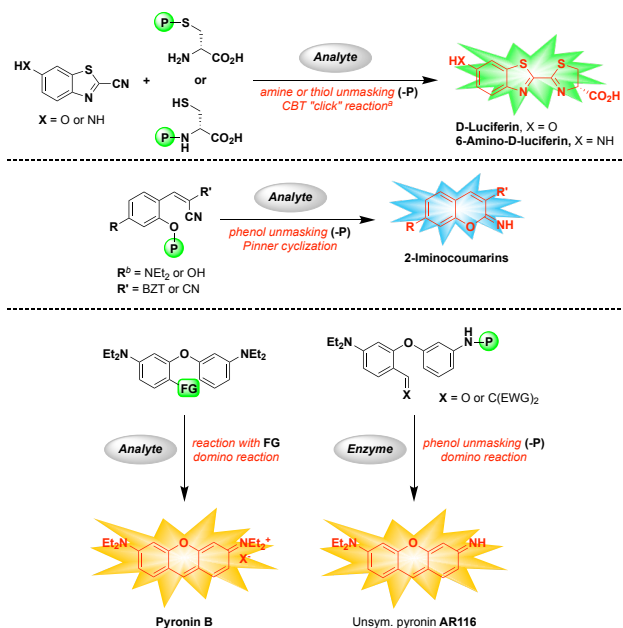 P
S
H2N
CO2H
HX
S
N
CN
+
or
X = O or NH
HS
P
N
H
CO2H
Analyte
amine or thiol unmasking (-P)
CBT "click" reactionᵃ
HX
S
N
S
N
CO2H
D-Luciferin, X = O
6-Amino-D-luciferin, X = NH
R'
CN
R
O
P
Rᵇ = NEt2 or OH
R' = BZT or CN
Analyte
phenol unmasking (-P)
Pinner cyclization
R'
R
O
NH
2-Iminocoumarins
Et2N
O
NEt2
FG
Et2N
O
H
N
P
X
X = O or C(EWG)2
Analyte
reaction with FG
domino reaction
Enzyme
phenol unmasking (-P)
domino reaction
Et2N
O
NEt2+
X-
Pyronin B
Et2N
O
NH
Unsym. pyronin AR116